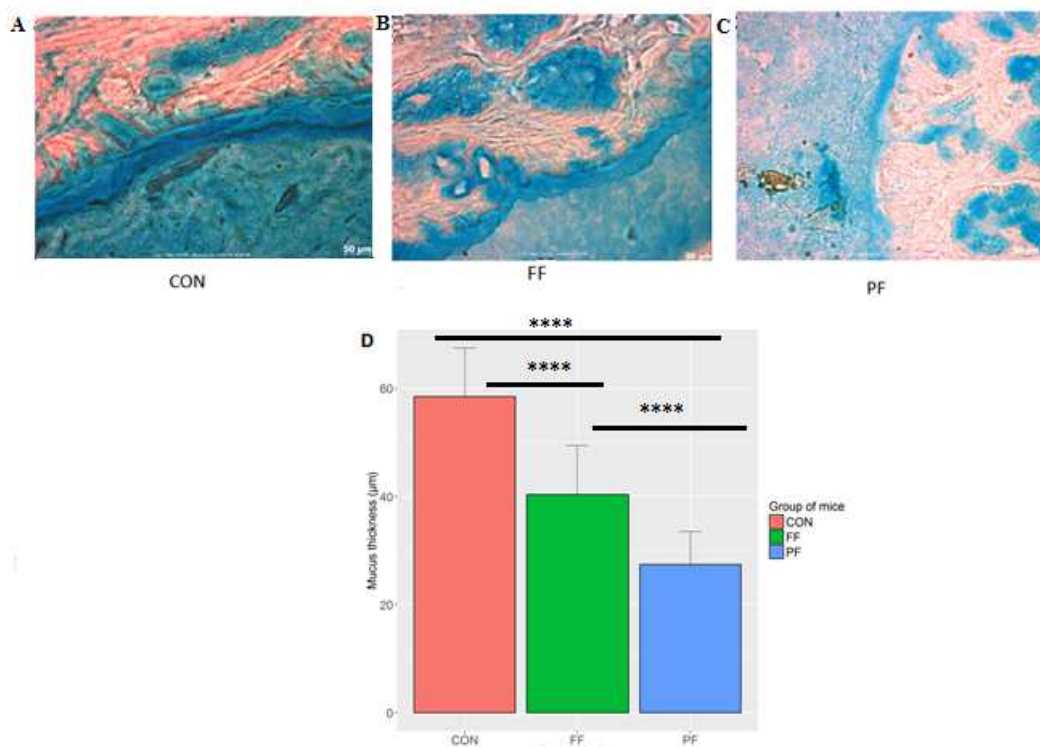 A
B
C
50 µm
CON
FF
PF
D
****
****
****
60
40
20
0
Mucus thickness (µm)
CON
FF
PF
Group of mice
CON
FF
PF